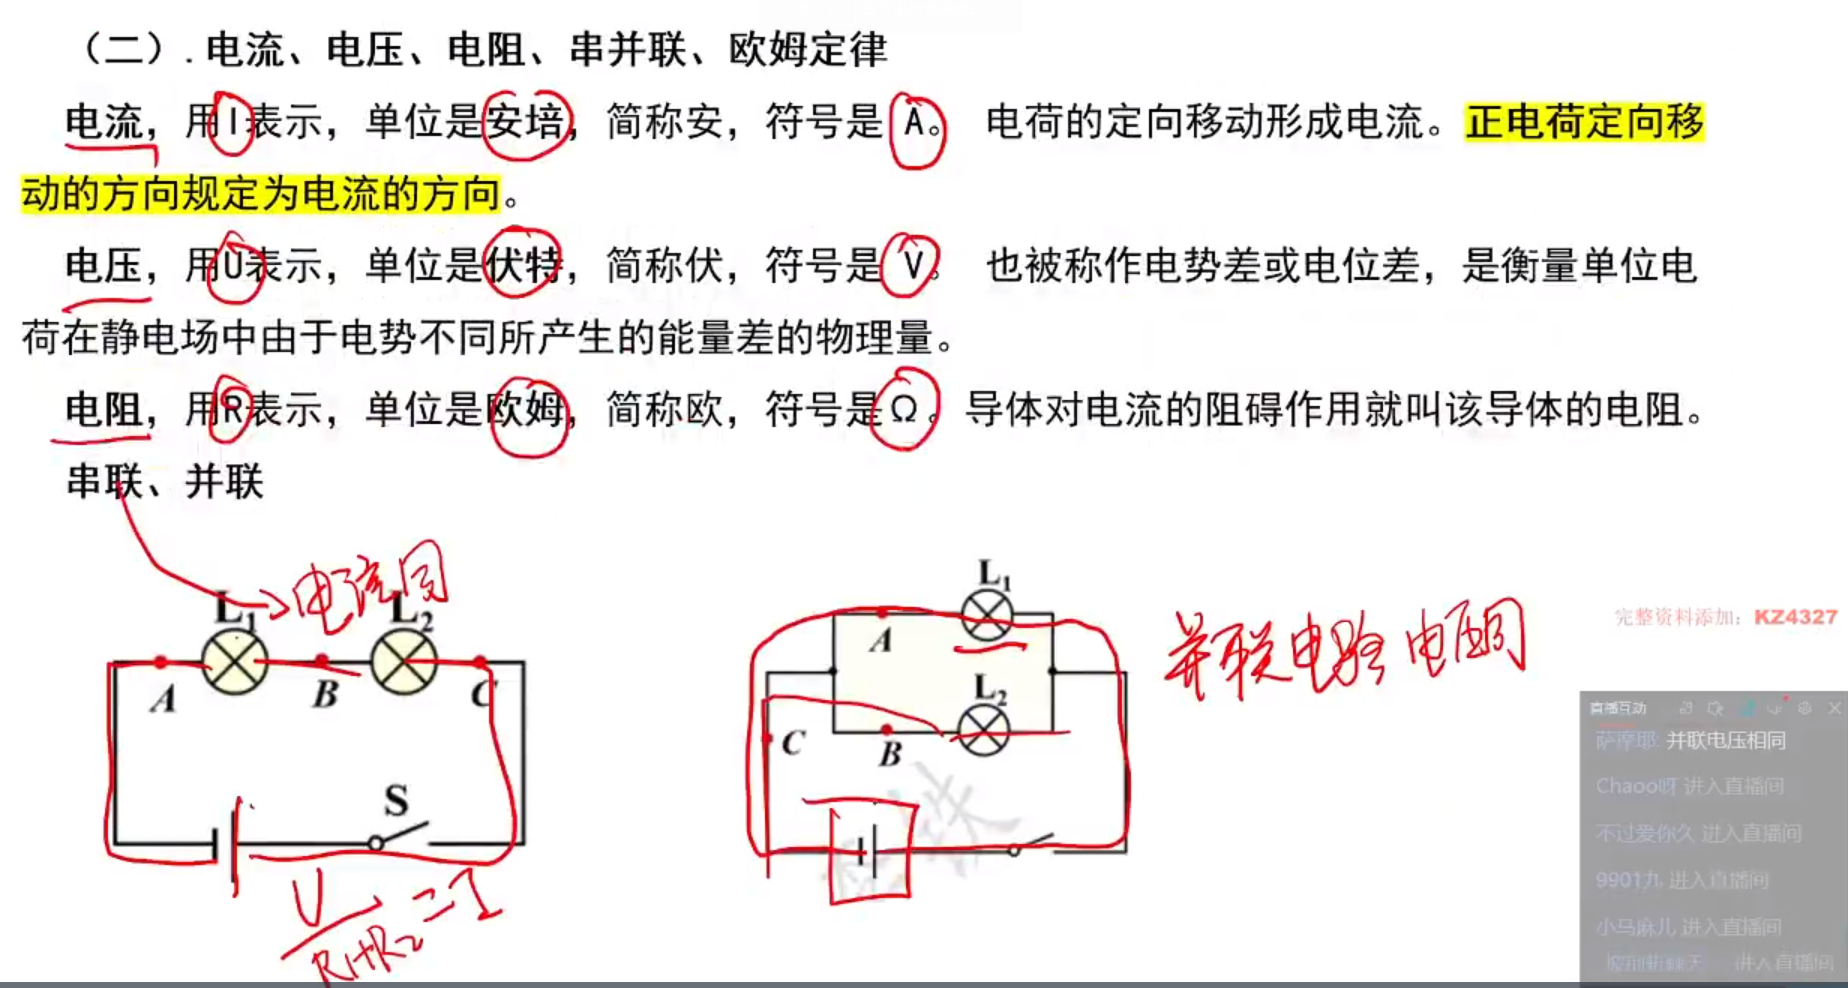 （二）. 电流、电压、电阻、串并联、欧姆定律
电流，用I表示，单位是安培，简称安，符号是 A。 电荷的定向移动形成电流。正电荷定向移
动的方向规定为电流的方向。
电压，用U表示，单位是伏特，简称伏，符号是 V。 也被称作电势差或电位差，是衡量单位电
荷在静电场中由于电势不同所产生的能量差的物理量。
电阻，用R表示，单位是欧姆，简称欧，符号是Ω。导体对电流的阻碍作用就叫该导体的电阻。
串联、并联
电流同
L1 L2
A B C
S
U/R1+R2=I
L1
A
L2
C B
并联电路 电压同
完整资料添加：KZ4327
直播互动
萨摩耶: 并联电压相同
Chaoo呀 进入直播间
不过爱你久 进入直播间
9901九 进入直播间
小马麻儿 进入直播间
进入直播间